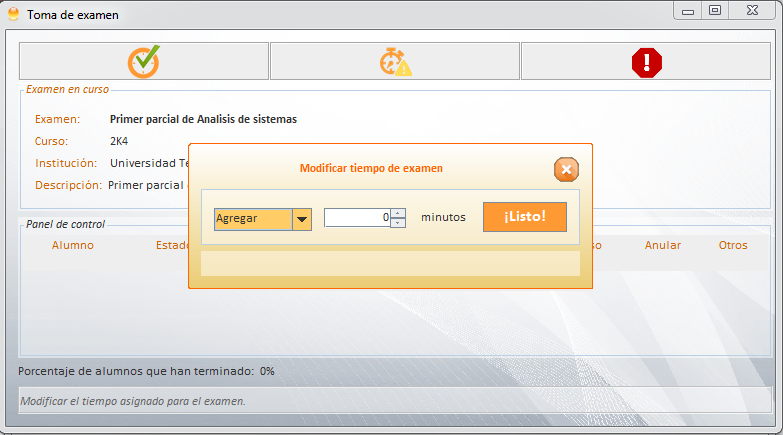 Toma de examen
Examen en curso
Examen: Primer parcial de Analisis de sistemas
Curso: 2K4
Institución: Universidad
Descripción: Primer parcial
Modificar tiempo de examen
Agregar 0 minutos ¡Listo!
Panel de control
Alumno Anular Otros
Porcentaje de alumnos que han terminado: 0%
Modificar el tiempo asignado para el examen.